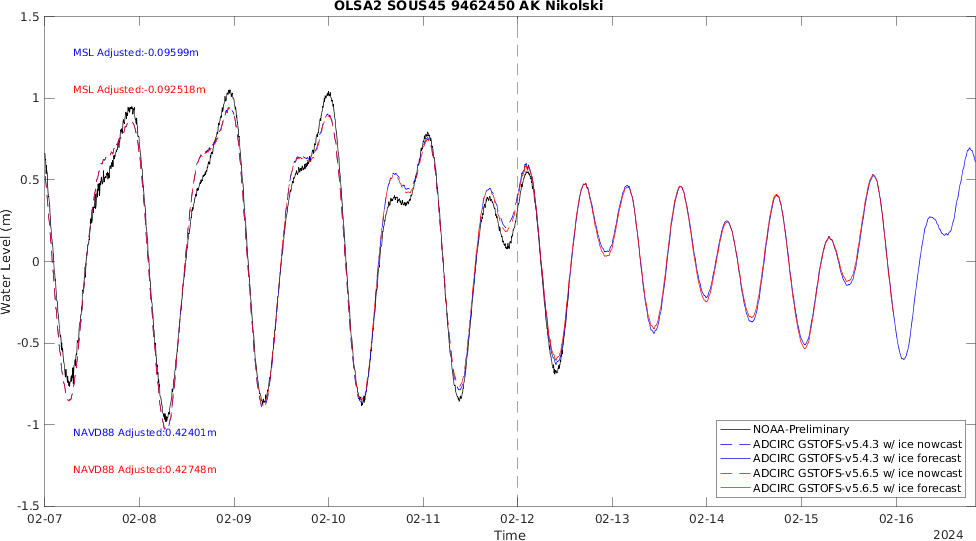 OLSA2 SOUS45 9462450 AK Nikolski
1.5
1
0.5
0
-0.5
-1
-1.5
Water Level (m)
MSL Adjusted:-0.09599m
MSL Adjusted:-0.092518m
NAVD88 Adjusted:0.42401m
NAVD88 Adjusted:0.42748m
NOAA-Preliminary
ADCIRC GSTOFS-v5.4.3 w/ ice nowcast
ADCIRC GSTOFS-v5.4.3 w/ ice forecast
ADCIRC GSTOFS-v5.6.5 w/ ice nowcast
ADCIRC GSTOFS-v5.6.5 w/ ice forecast
02-07 02-08 02-09 02-10 02-11 02-12 02-13 02-14 02-15 02-16
Time
2024